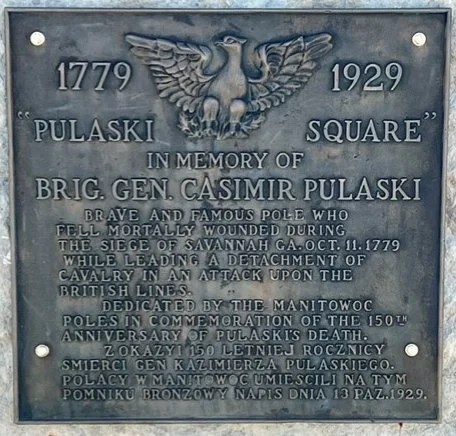 1779 1929
"PULASKI SQUARE"
IN MEMORY OF
BRIG. GEN. CASIMIR PULASKI
BRAVE AND FAMOUS POLE WHO
FELL MORTALLY WOUNDED DURING
THE SIEGE OF SAVANNAH GA. OCT. 11. 1779
WHILE LEADING A DETACHMENT OF
CAVALRY IN AN ATTACK UPON THE
BRITISH LINES.
DEDICATED BY THE MANITOWOC
POLES IN COMMEMORATION OF THE 150TH
ANNIVERSARY OF PULASKI'S DEATH.
Z OKAZYI 150 LETNIEJ ROCZNICY
SMIERCI GEN KAZIMIERZA PULASKIEGO.
POLACY W MANITOWOC UMIESCILI NA TYM
POMNIKU BRONZOWY NAPIS DNIA 13 PAZ. 1929.